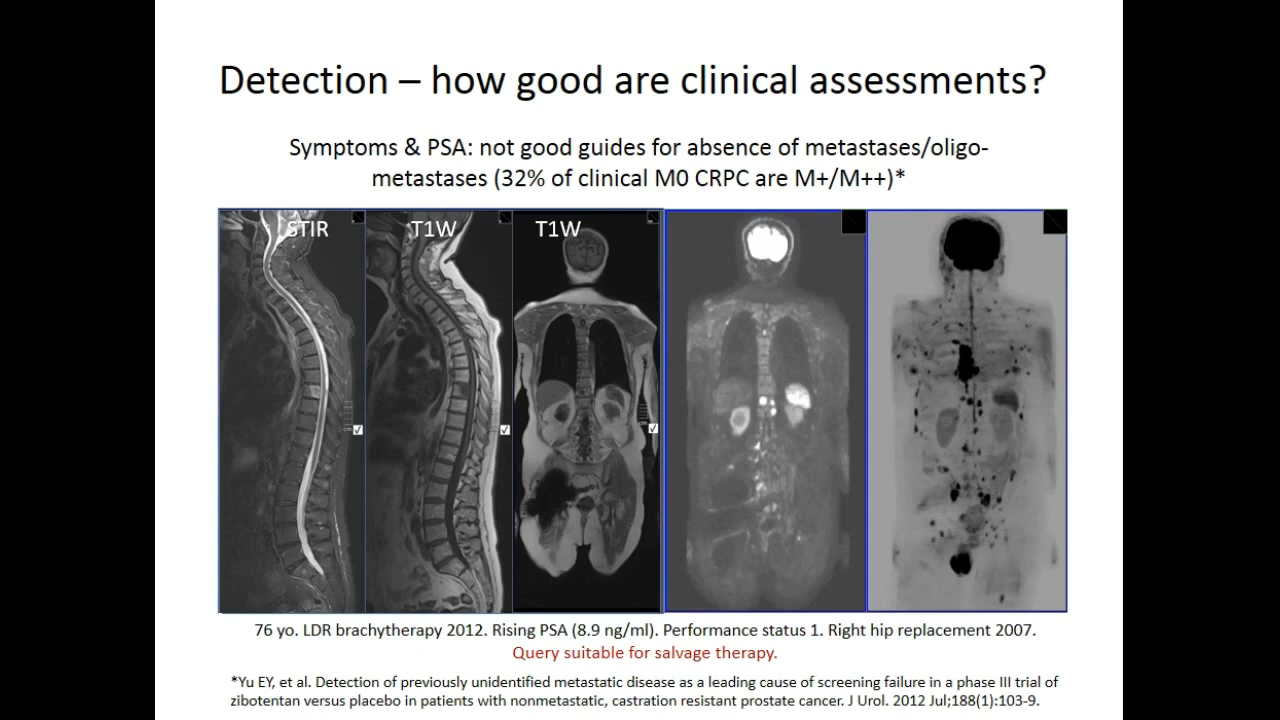 Detection – how good are clinical assessments?
Symptoms & PSA: not good guides for absence of metastases/oligo-
metastases (32% of clinical M0 CRPC are M+/M++)*
STIR
T1W
T1W
76 yo. LDR brachytherapy 2012. Rising PSA (8.9 ng/ml). Performance status 1. Right hip replacement 2007.
Query suitable for salvage therapy.
*Yu EY, et al. Detection of previously unidentified metastatic disease as a leading cause of screening failure in a phase III trial of
zibotentan versus placebo in patients with nonmetastatic, castration resistant prostate cancer. J Urol. 2012 Jul;188(1):103-9.